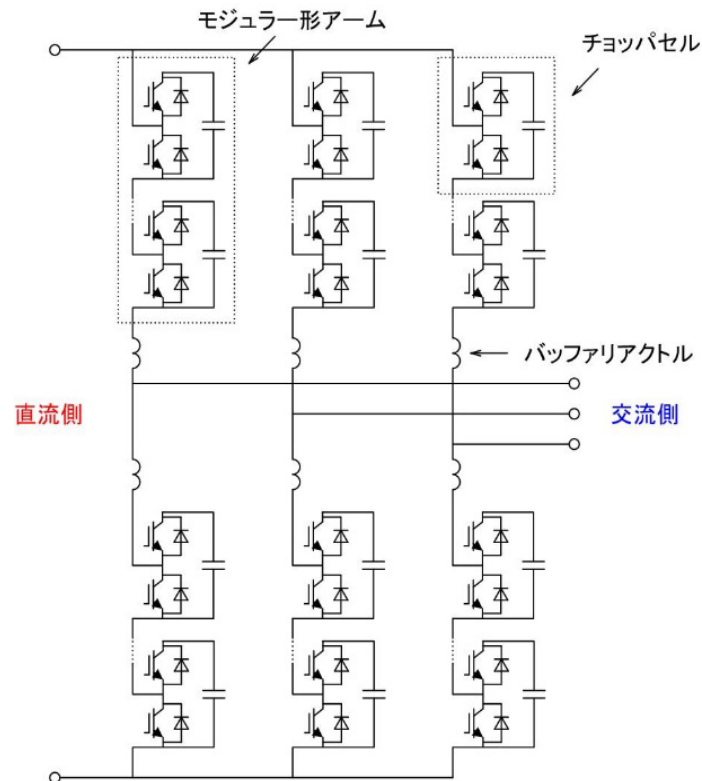 モジュラー形アーム
チョッパセル
バッファリアクトル
直流側
交流側